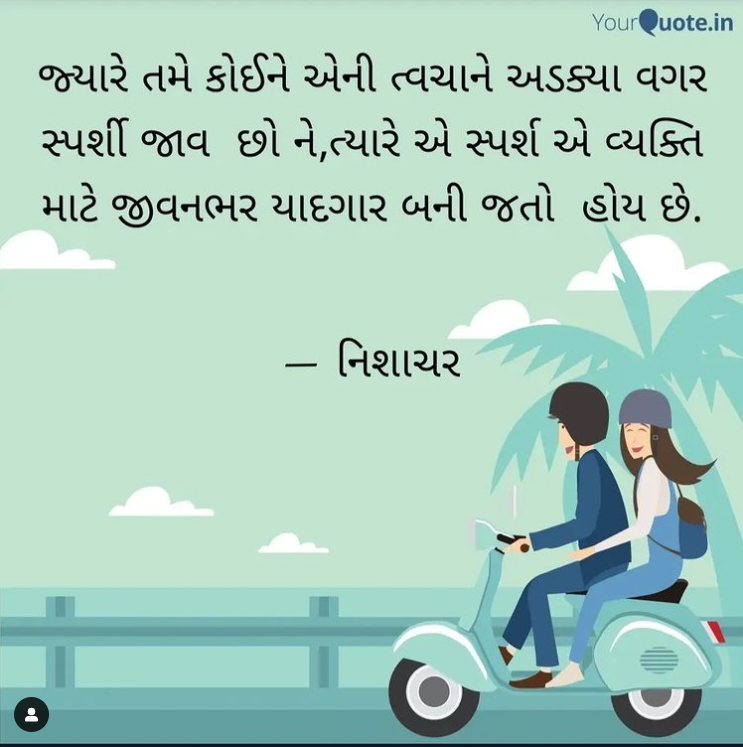 YourQuote.in
જ્યારે તમે કોઈને એની ત્વચાને અડક્યા વગર
સ્પર્શી જાવ છો ને,ત્યારે એ સ્પર્શ એ વ્યક્તિ
માટે જીવનભર યાદગાર બની જતો હોય છે.
— નિશાચર